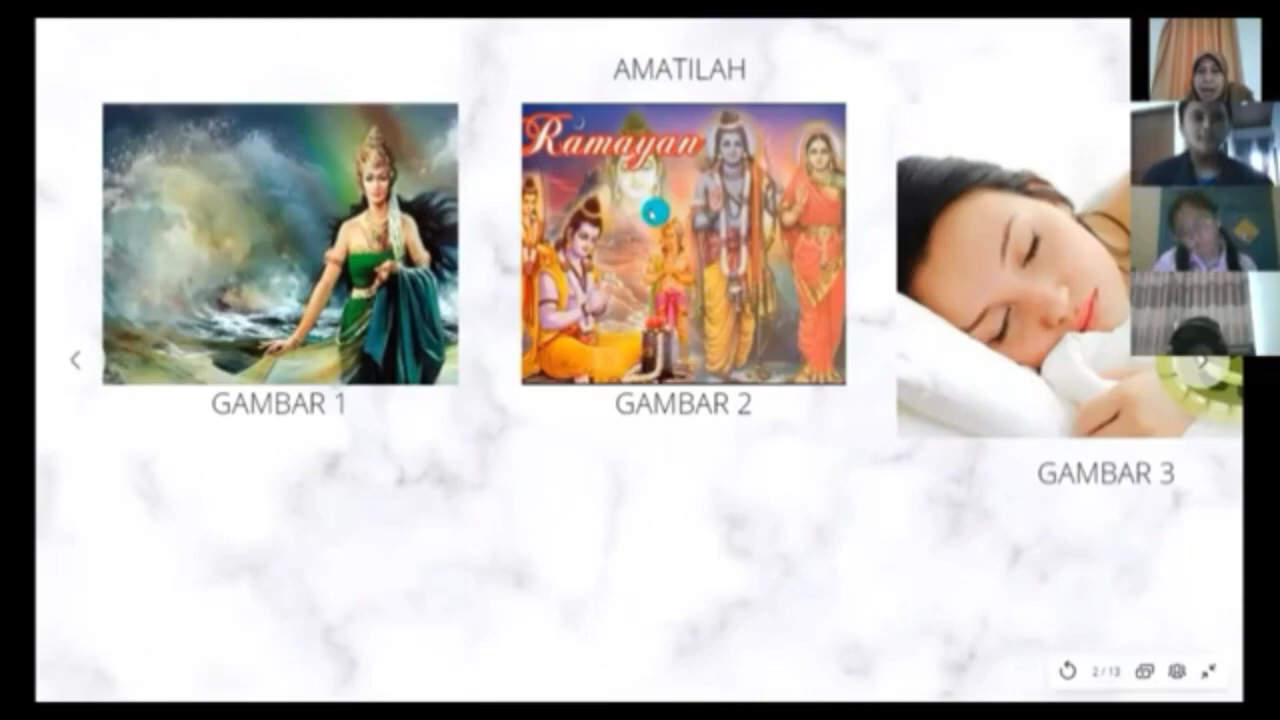 AMATILAH
Ramayan
GAMBAR 1
GAMBAR 2
GAMBAR 3
2 / 13